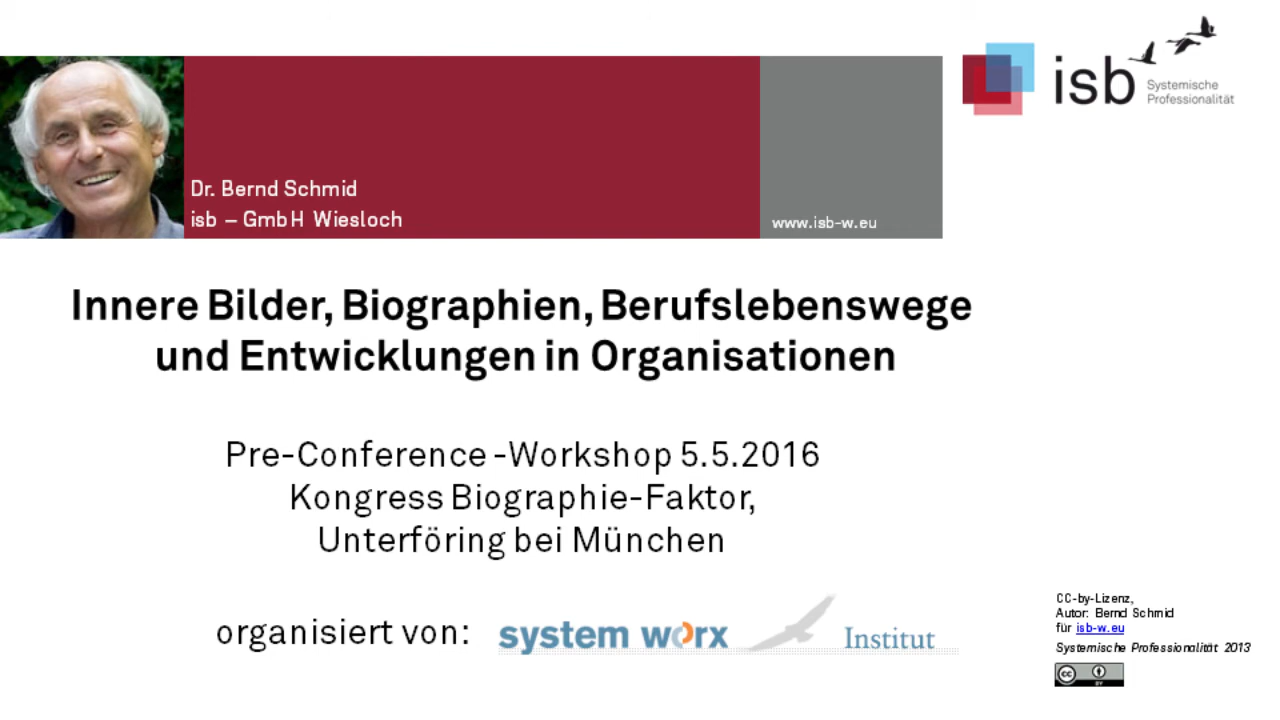 isb Systemische
Professionalität
Dr. Bernd Schmid
isb – GmbH Wiesloch
www.isb-w.eu
Innere Bilder, Biographien, Berufslebenswege
und Entwicklungen in Organisationen
Pre-Conference -Workshop 5.5.2016
Kongress Biographie-Faktor,
Unterföring bei München
organisiert von: system worx Institut
CC-by-Lizenz,
Autor: Bernd Schmid
für isb-w.eu
Systemische Professionalität 2013
cc
BY